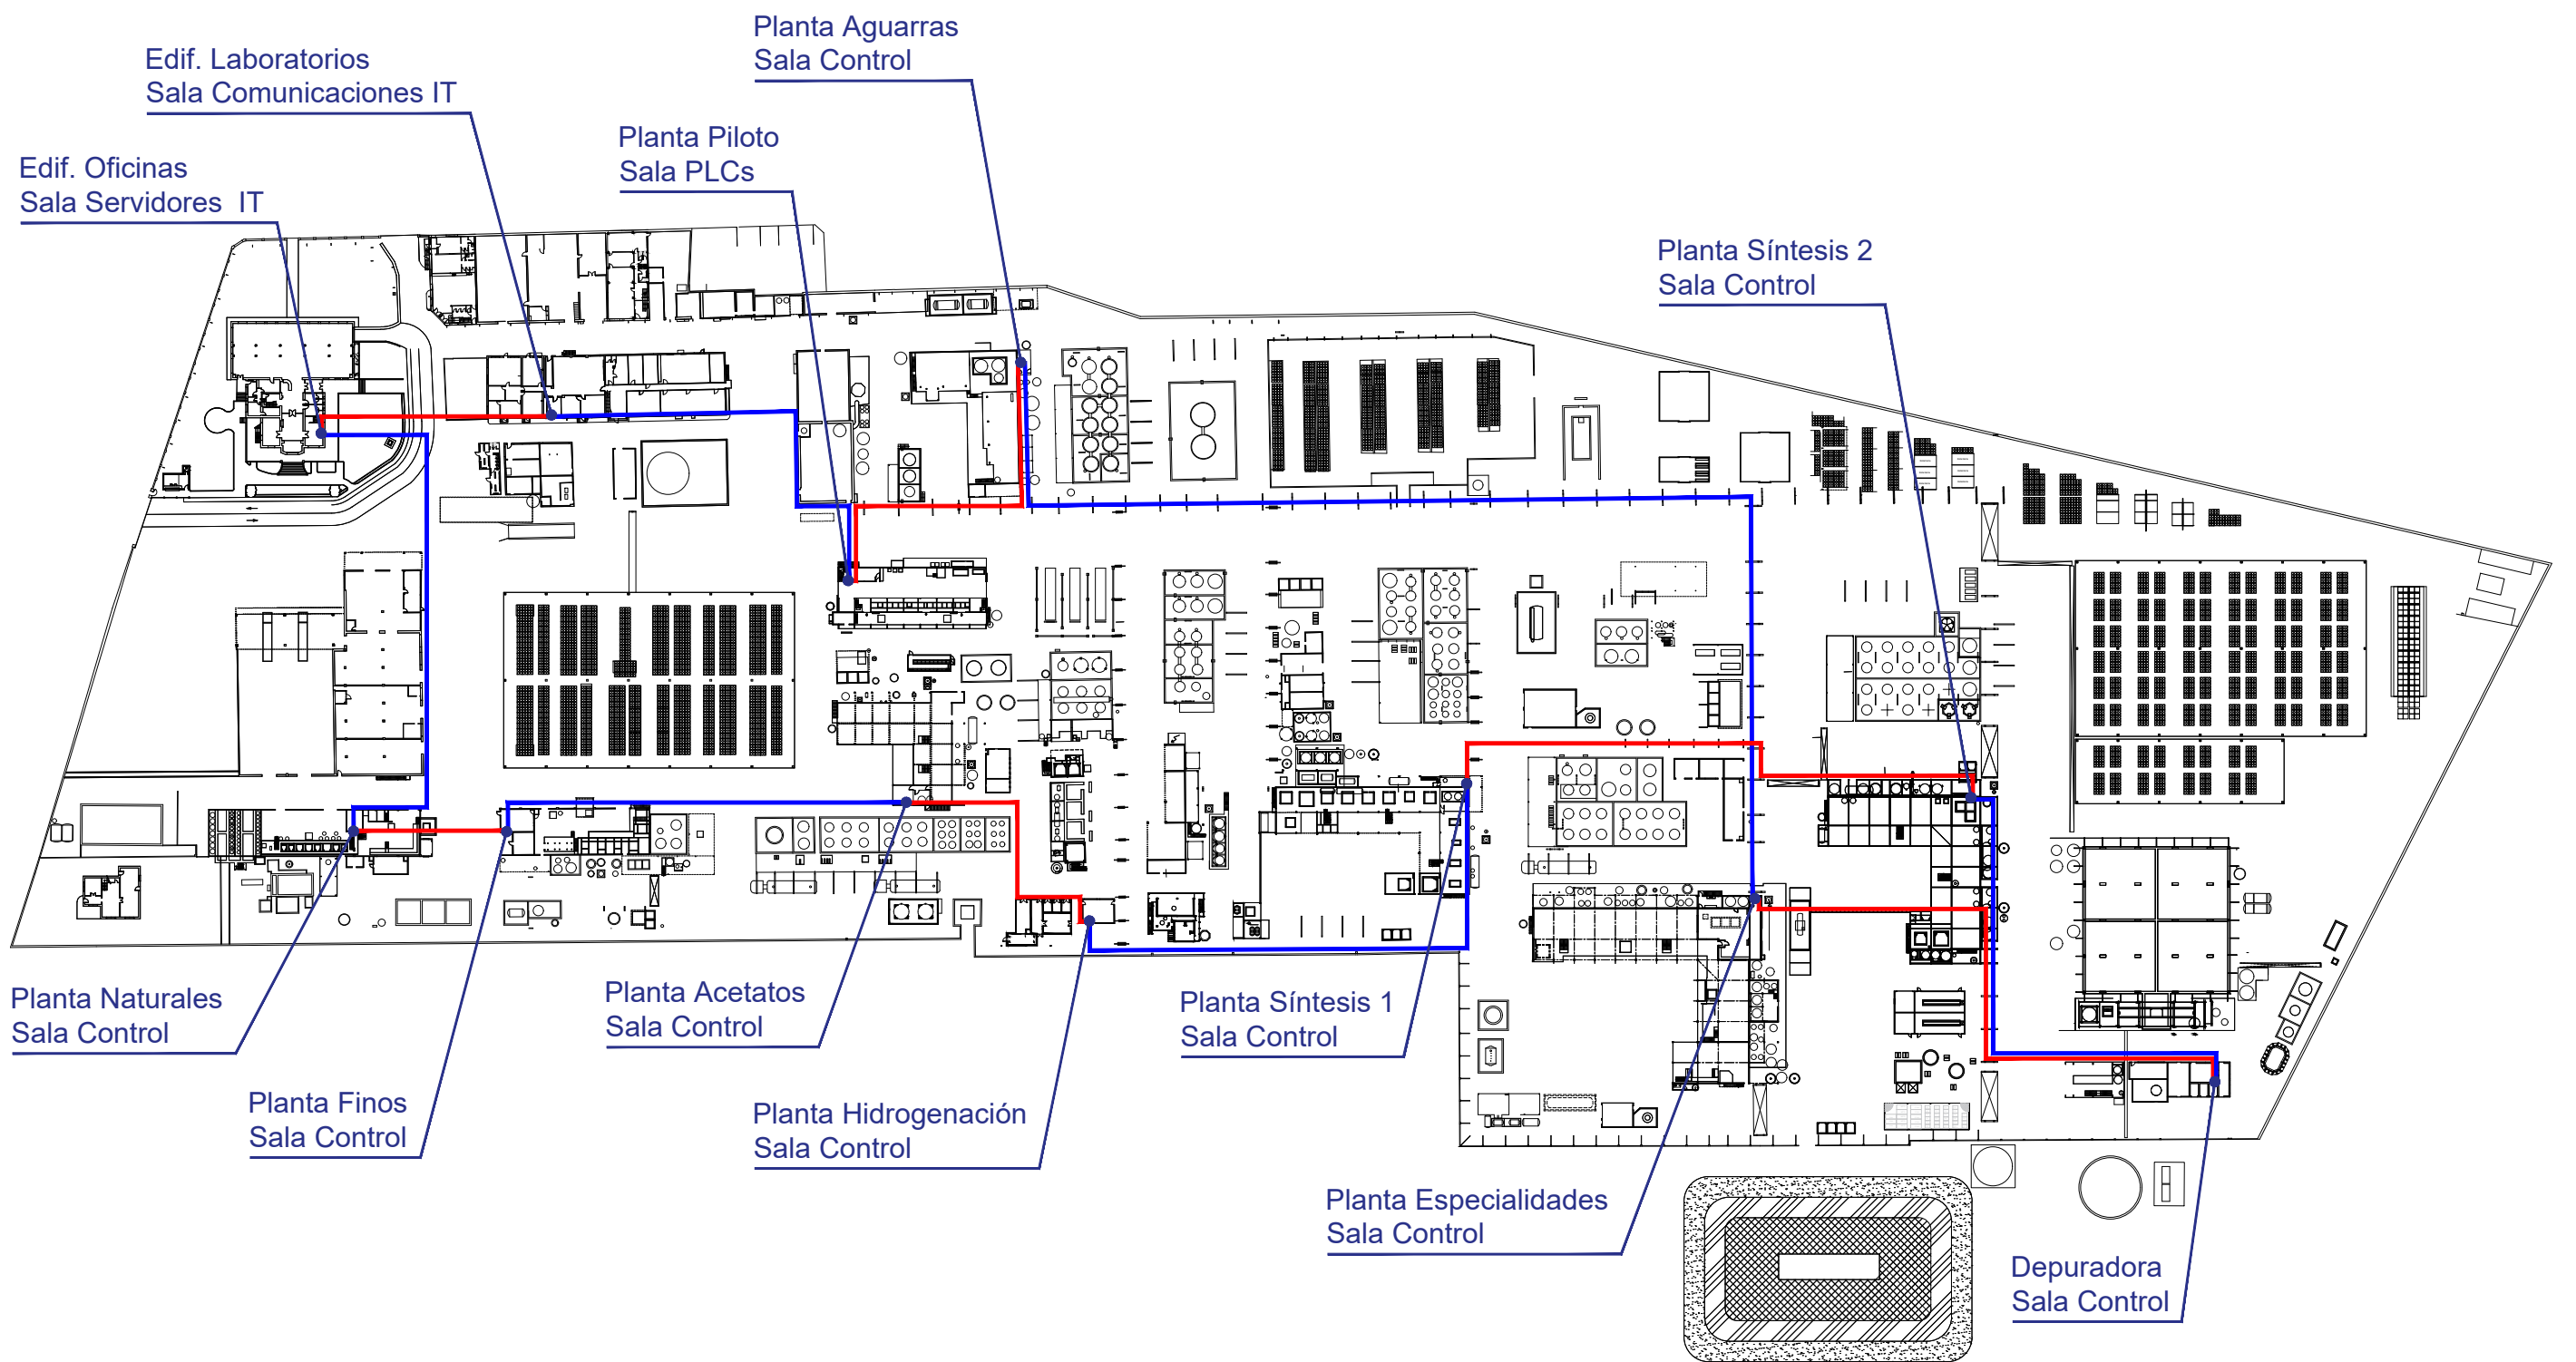 Planta Aguarras
Sala Control
Edif. Laboratorios
Sala Comunicaciones IT
Planta Piloto
Sala PLCs
Edif. Oficinas
Sala Servidores  IT
Planta Síntesis 2
Sala Control
Planta Naturales
Sala Control
Planta Acetatos
Sala Control
Planta Síntesis 1
Sala Control
Planta Finos
Sala Control
Planta Hidrogenación
Sala Control
Planta Especialidades
Sala Control
Depuradora
Sala Control